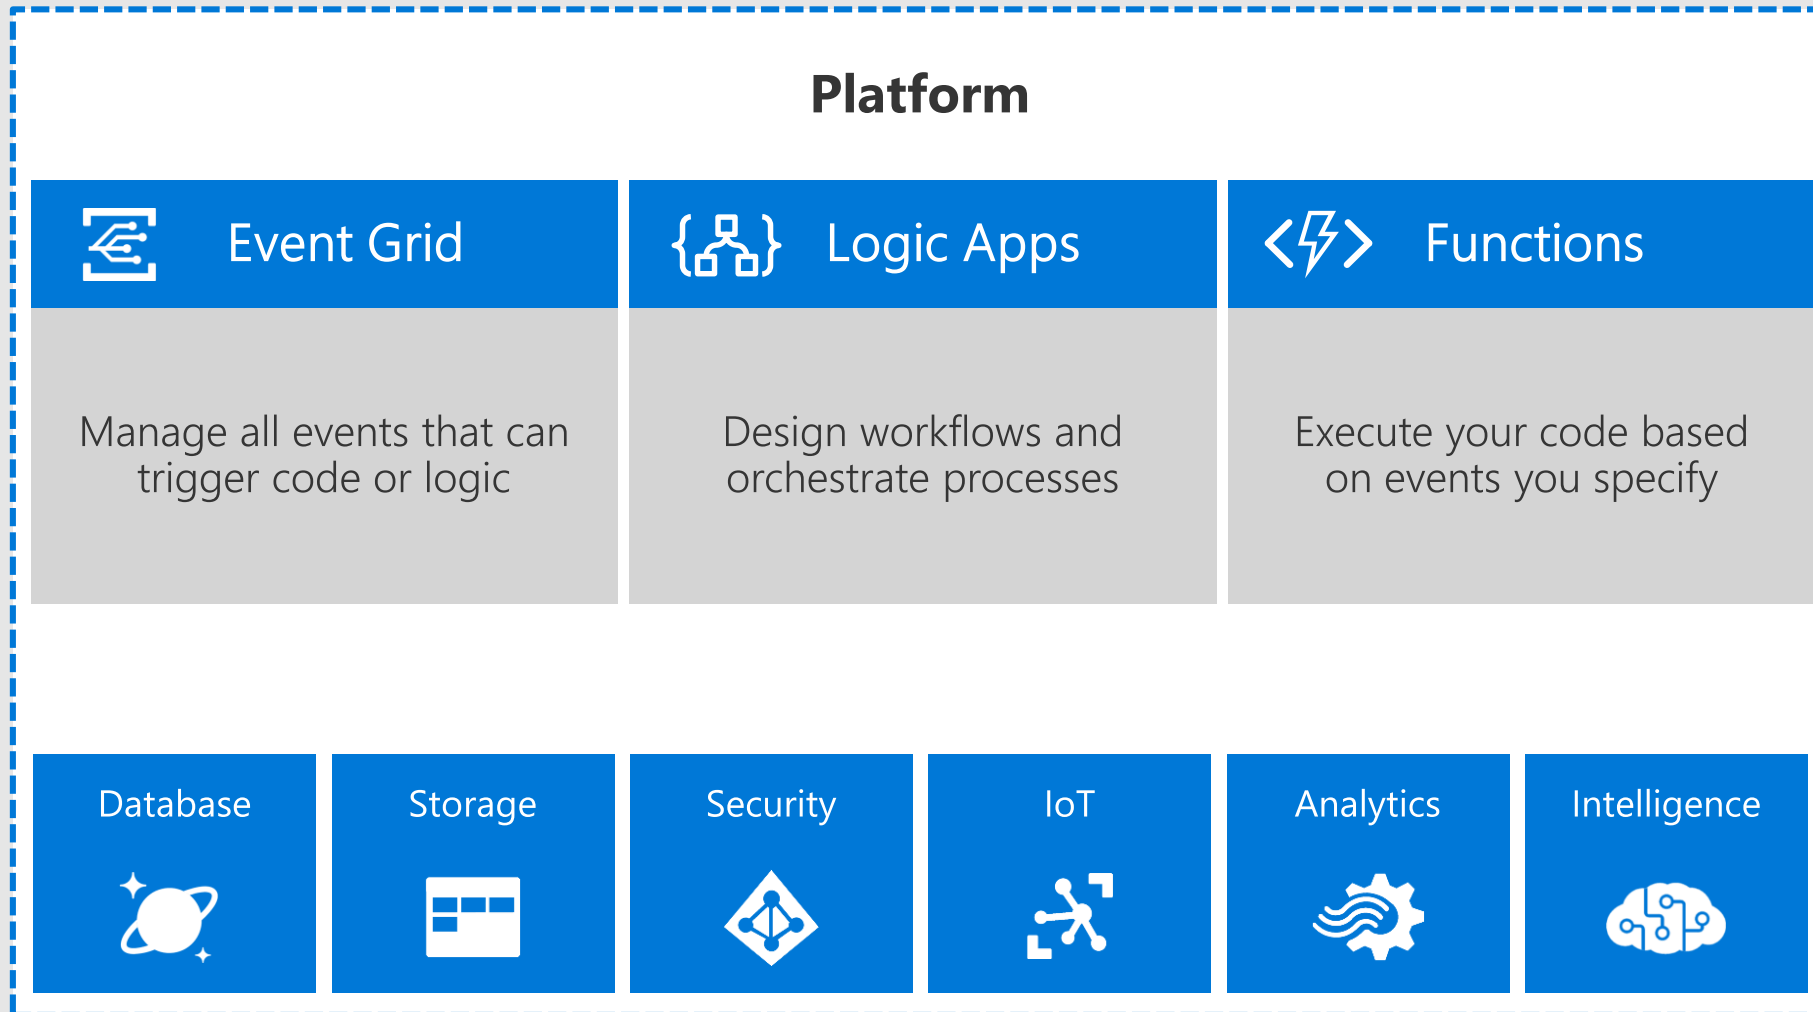 Platform
Event Grid
Logic Apps
Functions
Manage all events that can
trigger code or logic
Design workflows and
orchestrate processes
Execute your code based
on events you specify
Database
Storage
Security
IoT
Analytics
Intelligence